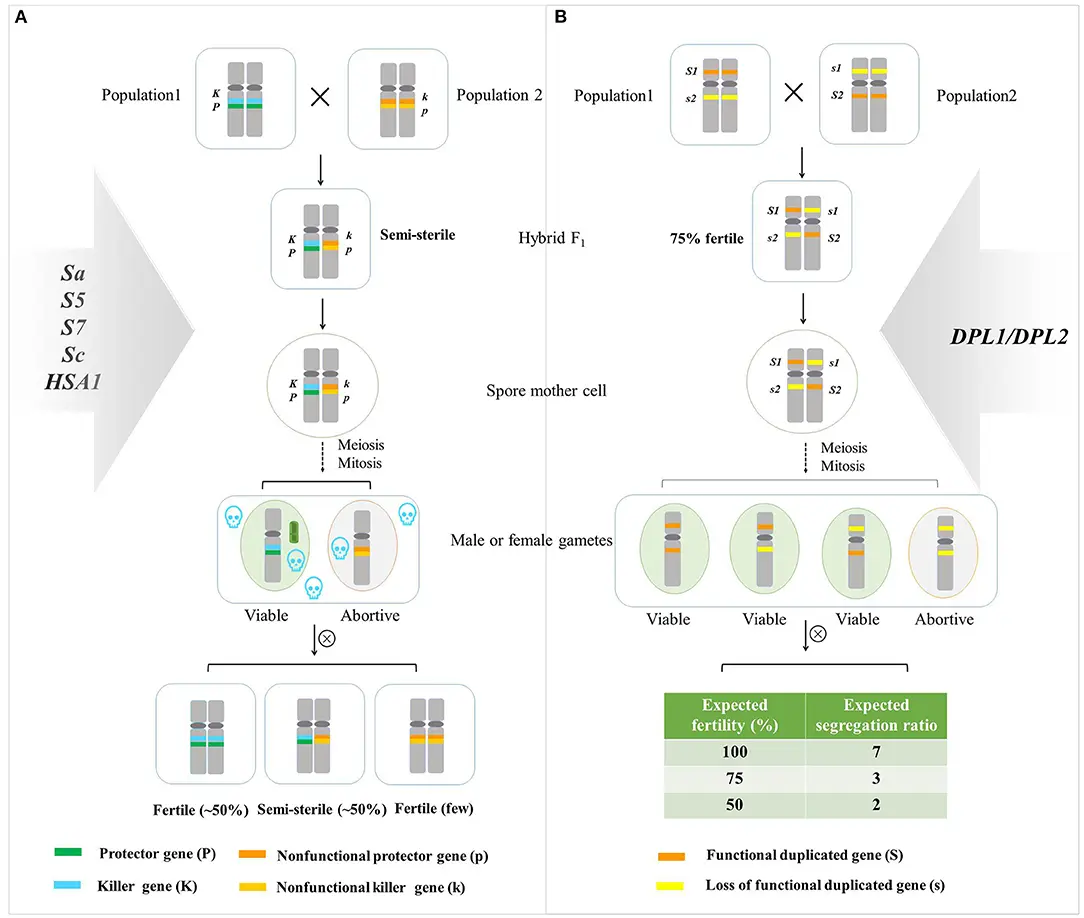 A
Population1
K
P
k
p
Population 2
K
P
k
p
Semi-sterile
Hybrid F1
Sa
S5
S7
Sc
HSA1
K
P
k
p
Spore mother cell
Meiosis
Mitosis
Male or female gametes
Viable
Abortive
Fertile (~50%)
Semi-sterile (~50%)
Fertile (few)
Protector gene (P)
Nonfunctional protector gene (p)
Killer gene (K)
Nonfunctional killer gene (k)
B
Population1
S1
s2
s1
S2
Population2
75% fertile
S1
s2
s1
S2
DPL1/DPL2
S1
s2
s1
S2
Meiosis
Mitosis
Viable
Viable
Viable
Abortive
Expected
fertility (%)
Expected
segregation ratio
100
7
75
3
50
2
Functional duplicated gene (S)
Loss of functional duplicated gene (s)